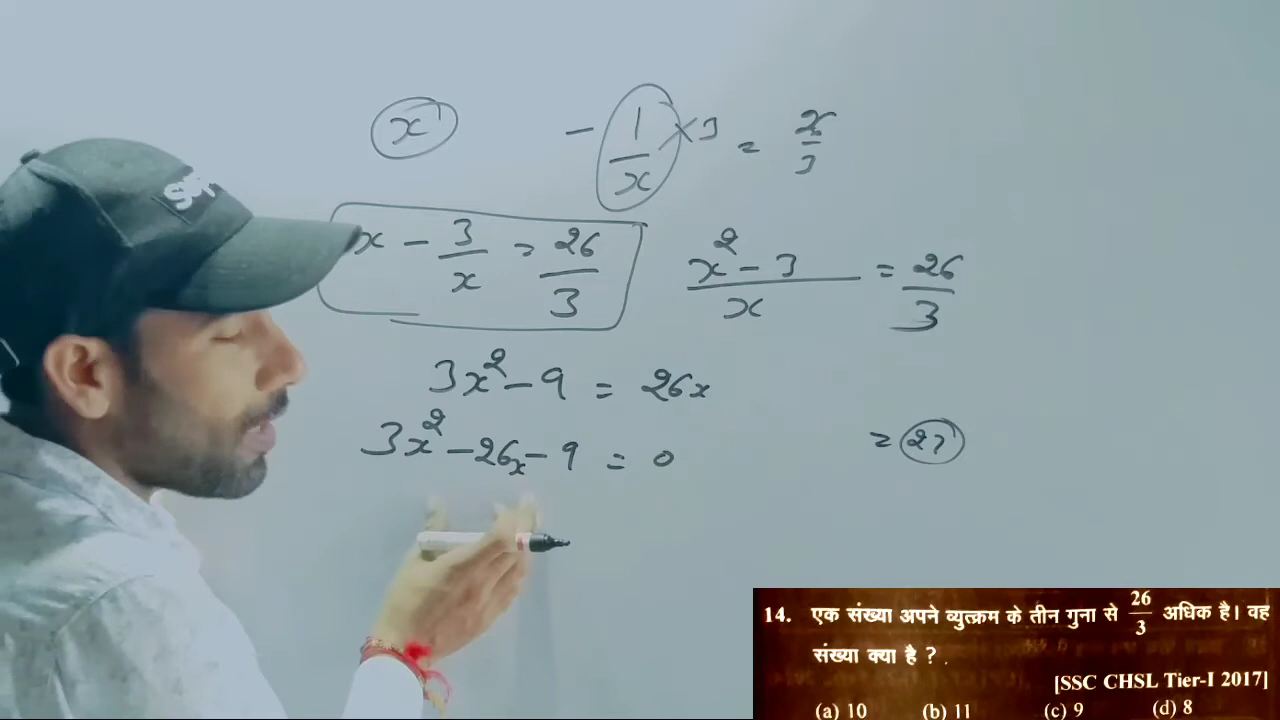 x - 1/x × 3 = x/3
x - 3/x = 26/3
x² - 3 / x = 26/3
3x² - 9 = 26x
3x² - 26x - 9 = 0
= 27
14. एक संख्या अपने व्युत्क्रम के तीन गुना से 26/3 अधिक है। वह
संख्या क्या है ?
[SSC CHSL Tier-I 2017]
(a) 10 (b) 11 (c) 9 (d) 8